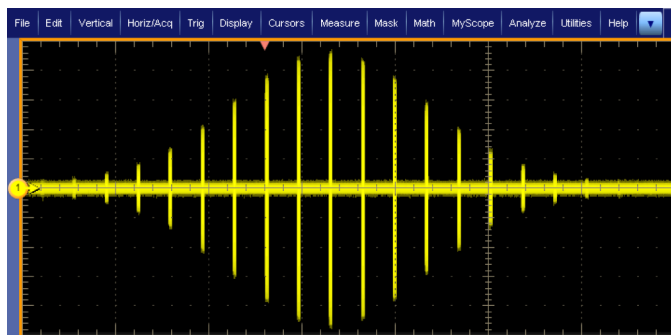 File Edit Vertical Horiz/Acq Trig Display Cursors Measure Mask Math MyScope Analyze Utilities Help
1